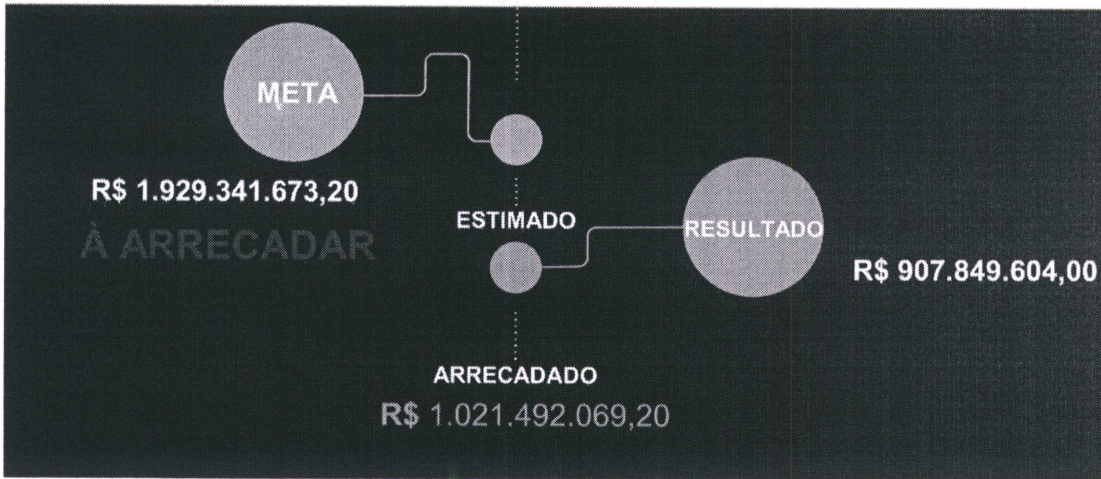 META
R$ 1.929.341.673,20
À ARRECADAR
ESTIMADO
RESULTADO
R$ 907.849.604,00
ARRECADADO
R$ 1.021.492.069,20